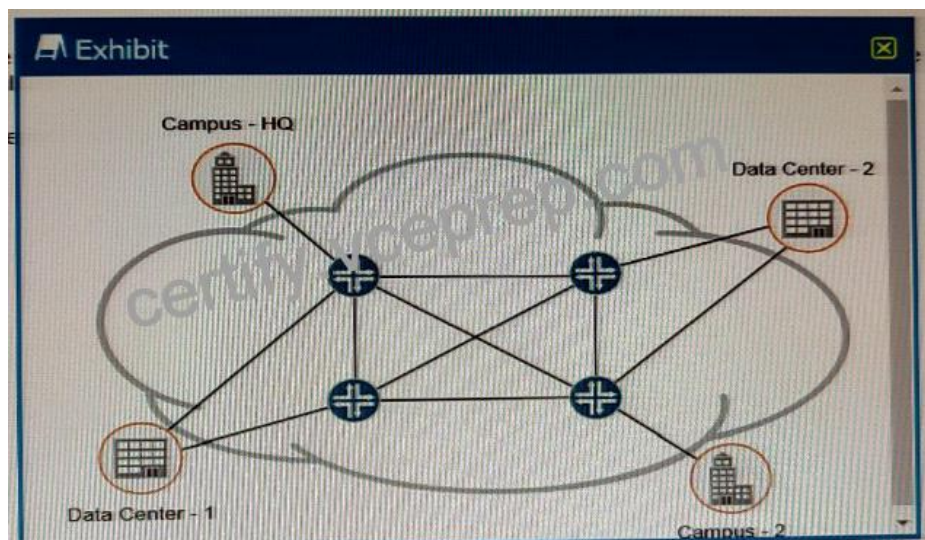 Exhibit
Campus - HQ
Data Center - 2
certify.vceprep.com
Data Center - 1
Campus - 2